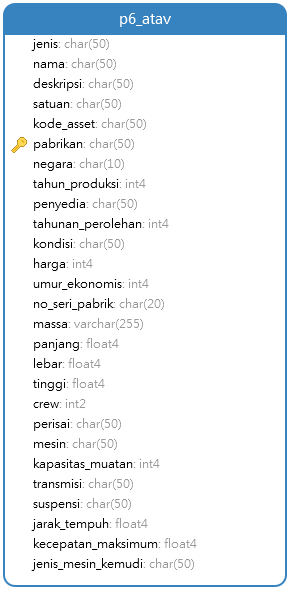 p6_atav
jenis: char(50)
nama: char(50)
deskripsi: char(50)
satuan: char(50)
kode_asset: char(50)
pabrikan: char(50)
negara: char(10)
tahun_produksi: int4
penyedia: char(50)
tahunan_perolehan: int4
kondisi: char(50)
harga: int4
umur_ekonomis: int4
no_seri_pabrik: char(20)
massa: varchar(255)
panjang: float4
lebar: float4
tinggi: float4
crew: int2
perisai: char(50)
mesin: char(50)
kapasitas_muatan: int4
transmisi: char(50)
suspensi: char(50)
jarak_tempuh: float4
kecepatan_maksimum: float4
jenis_mesin_kemudi: char(50)